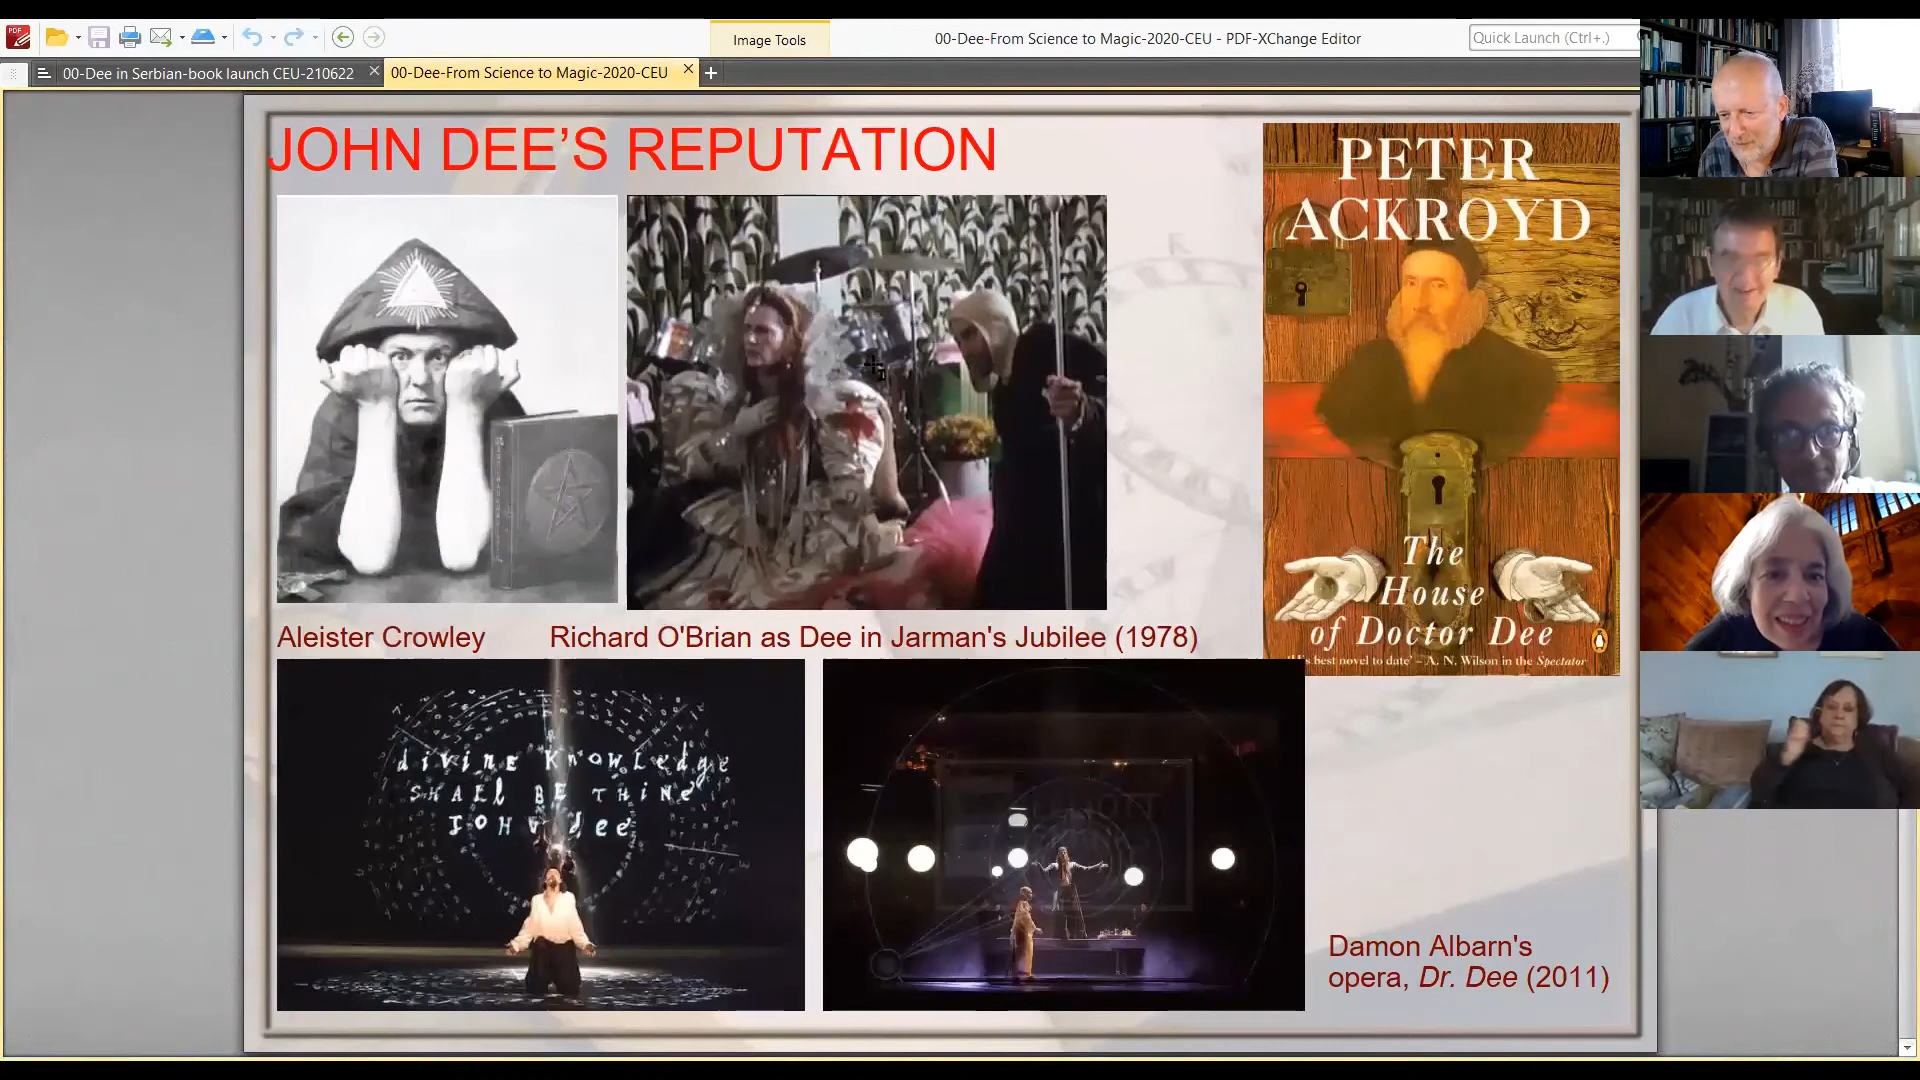 Image Tools
00-Dee-From Science to Magic-2020-CEU - PDF-XChange Editor
Quick Launch (Ctrl+.)
00-Dee in Serbian-book launch CEU-210622
00-Dee-From Science to Magic-2020-CEU
JOHN DEE’S REPUTATION
PETER
ACKROYD
The
House
of Doctor Dee
best novel to date' – A. N. Wilson in the Spectator
Aleister Crowley
Richard O'Brian as Dee in Jarman's Jubilee (1978)
divine knowledge
SHALL BE THINE
JOHN dee
Damon Albarn's
opera, Dr. Dee (2011)